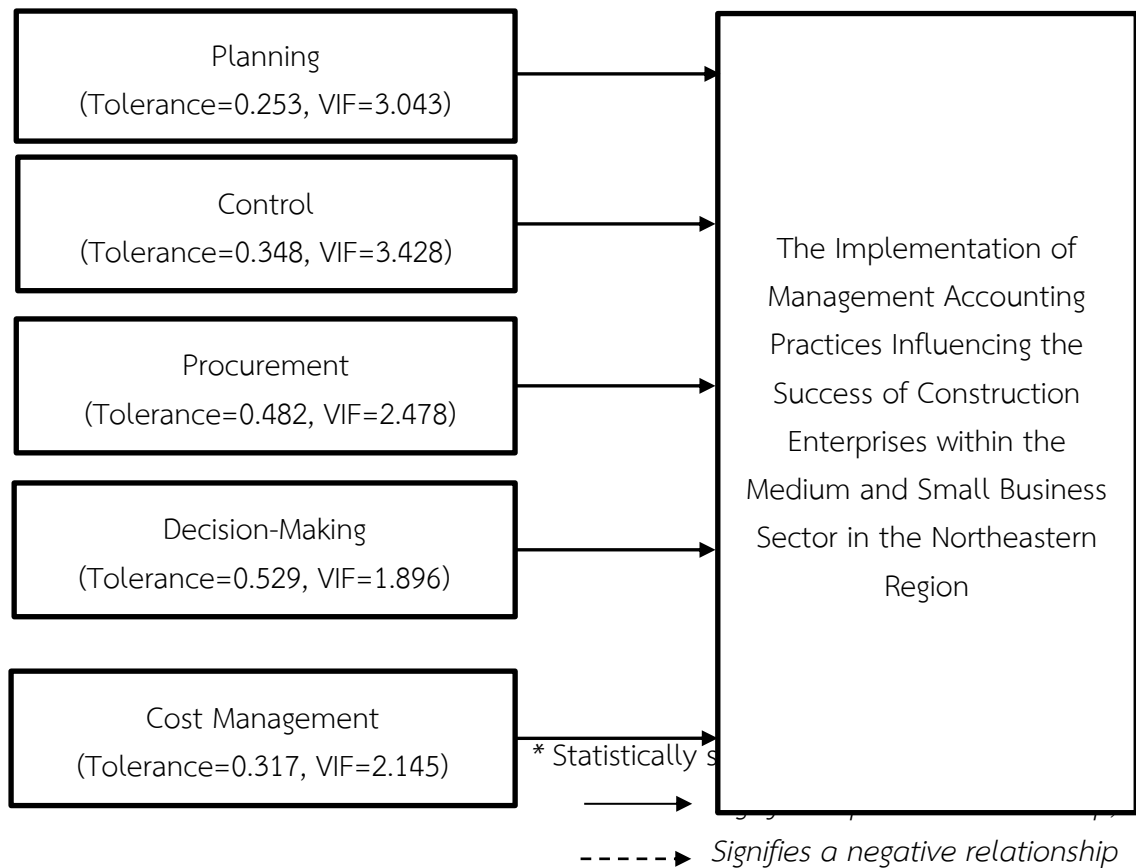 Planning
(Tolerance=0.253, VIF=3.043)
Control
(Tolerance=0.348, VIF=3.428)
Procurement
(Tolerance=0.482, VIF=2.478)
Decision-Making
(Tolerance=0.529, VIF=1.896)
Cost Management
(Tolerance=0.317, VIF=2.145)
The Implementation of
Management Accounting
Practices Influencing the
Success of Construction
Enterprises within the
Medium and Small Business
Sector in the Northeastern
Region
* Statistically
Signifies a negative relationship